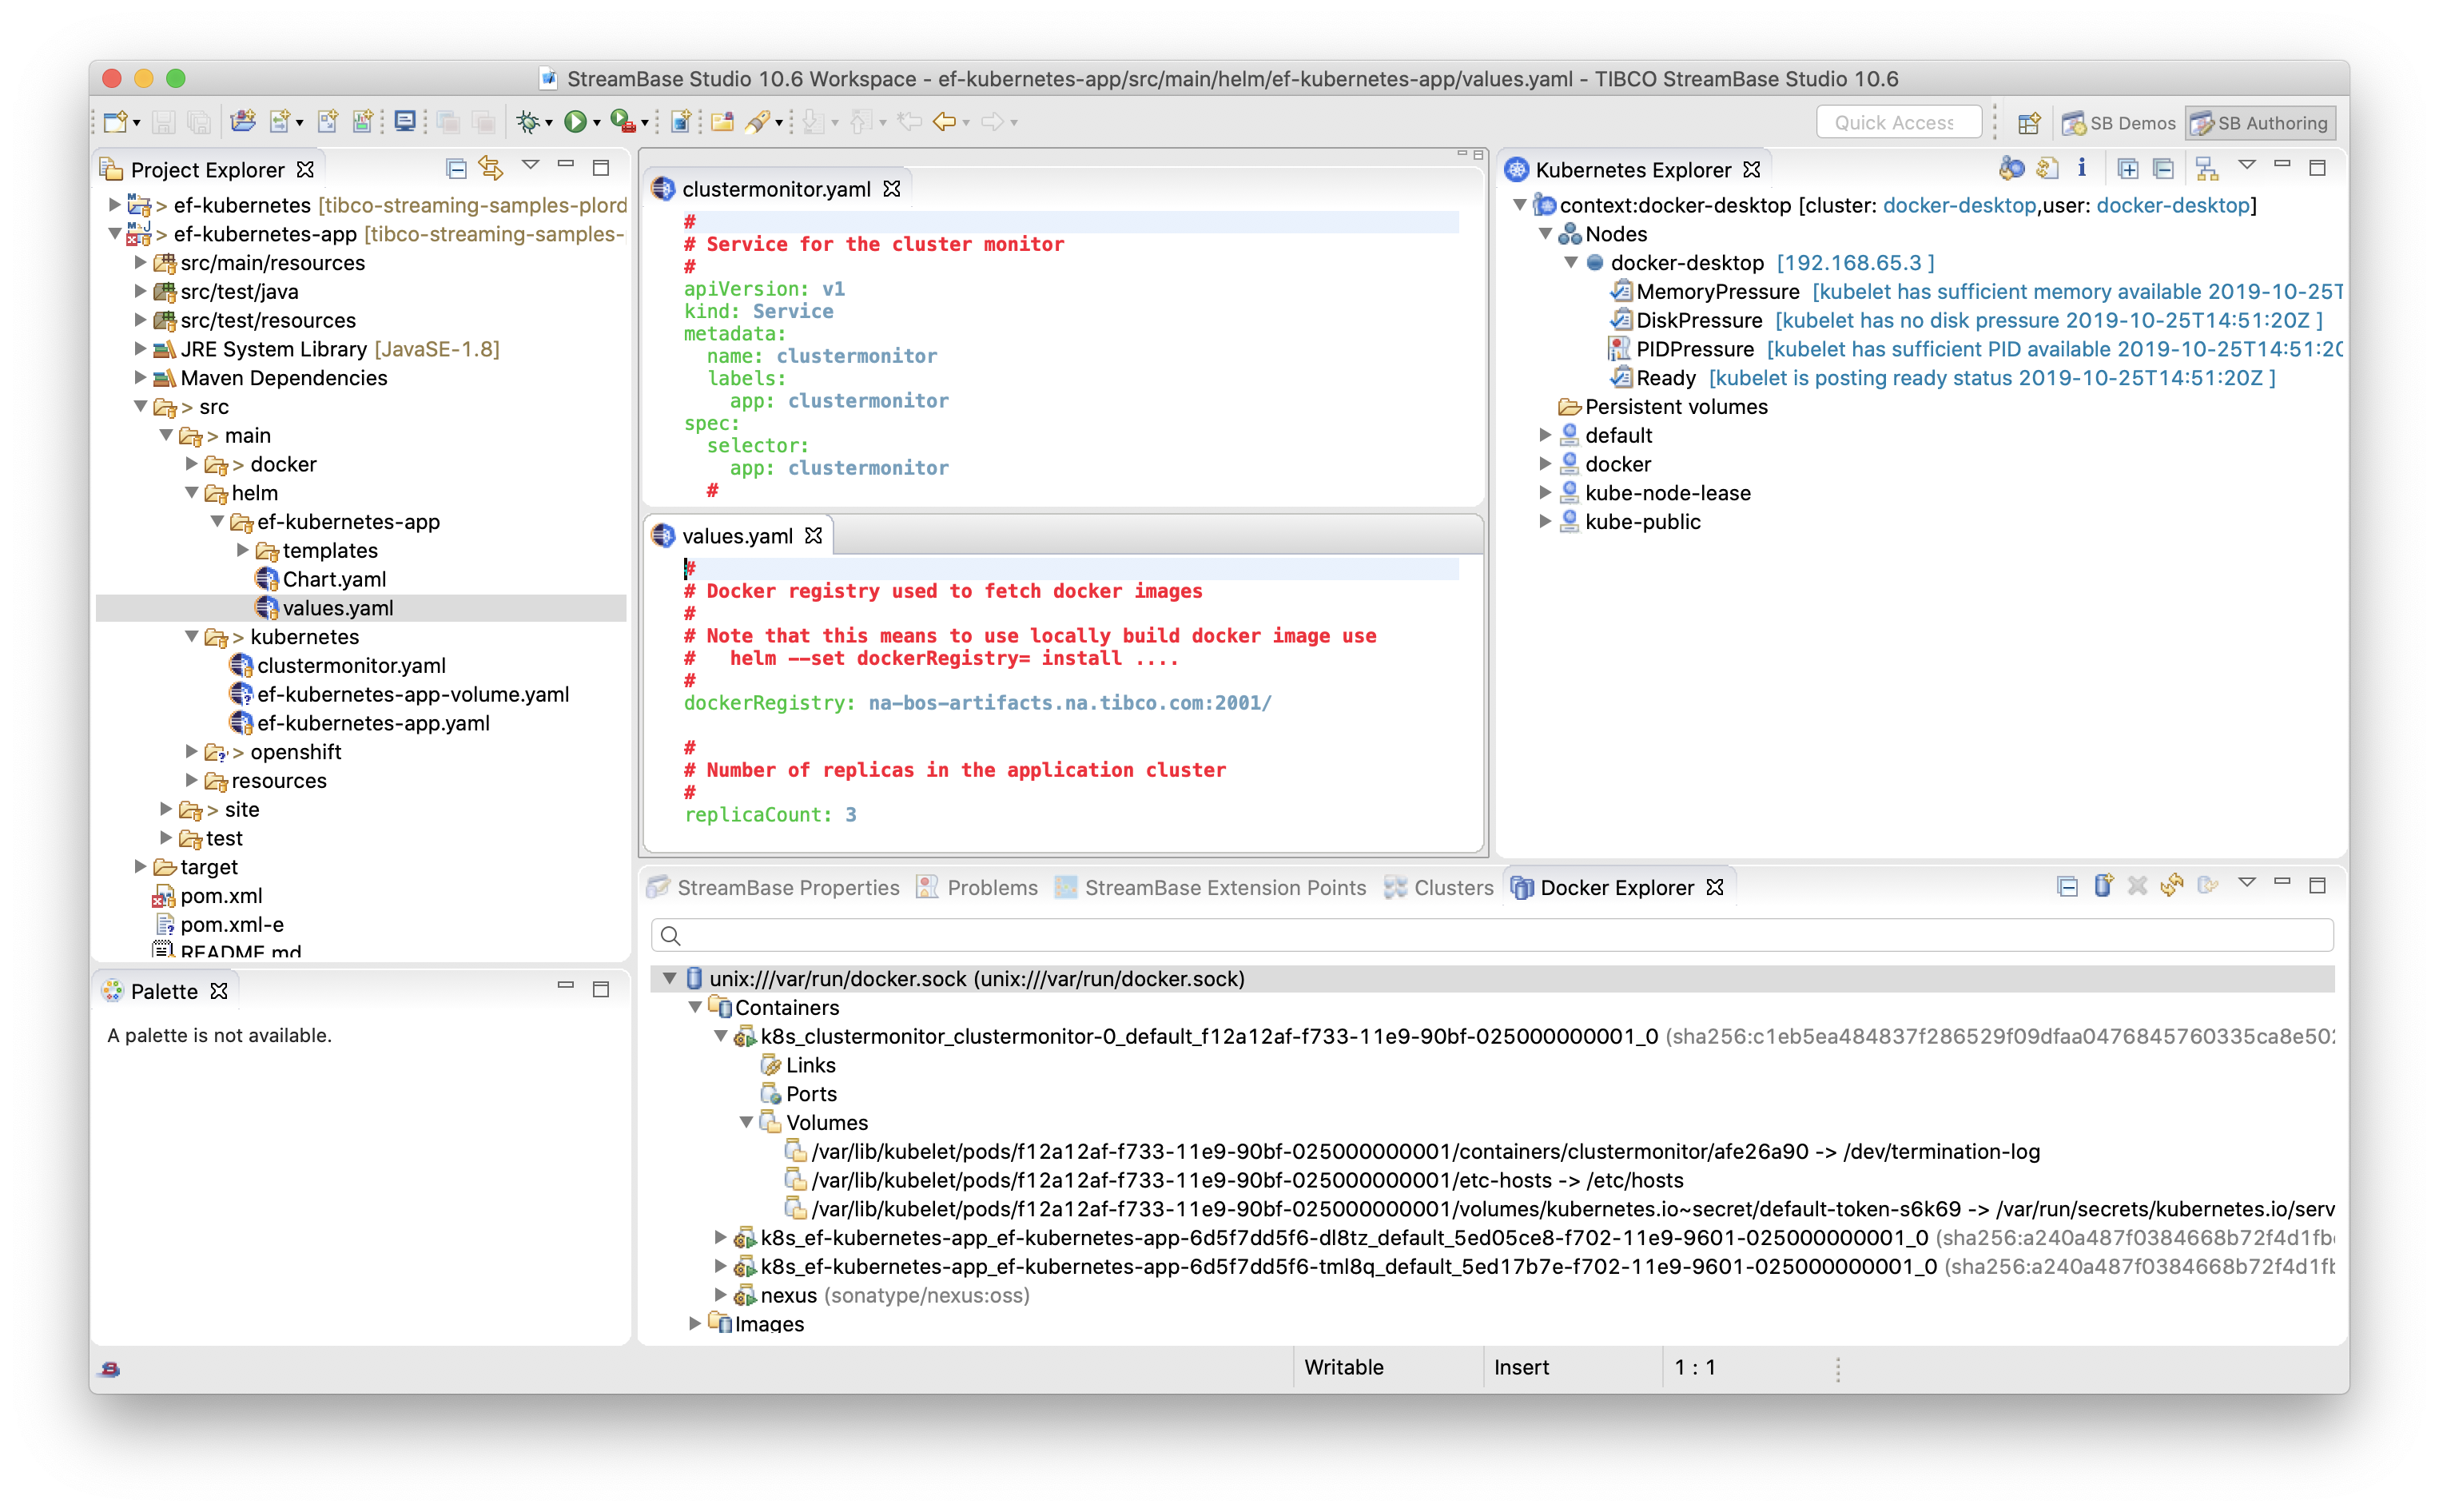 StreamBase Studio 10.6 Workspace - ef-kubernetes-app/src/main/helm/ef-kubernetes-app/values.yaml - TIBCO StreamBase Studio 10.6
Quick Access
SB Demos
SB Authoring
Project Explorer
> ef-kubernetes [tibco-streaming-samples-plord
> ef-kubernetes-app [tibco-streaming-samples-
src/main/resources
src/test/java
src/test/resources
JRE System Library [JavaSE-1.8]
Maven Dependencies
> src
> main
> docker
helm
ef-kubernetes-app
templates
Chart.yaml
values.yaml
> kubernetes
clustermonitor.yaml
ef-kubernetes-app-volume.yaml
ef-kubernetes-app.yaml
> openshift
resources
> site
test
target
pom.xml
pom.xml-e
README.md
Palette
A palette is not available.
clustermonitor.yaml
#
# Service for the cluster monitor
#
apiVersion: v1
kind: Service
metadata:
name: clustermonitor
labels:
app: clustermonitor
spec:
selector:
app: clustermonitor
#
values.yaml
#
# Docker registry used to fetch docker images
#
# Note that this means to use locally build docker image use
#   helm --set dockerRegistry= install ....
#
dockerRegistry: na-bos-artifacts.na.tibco.com:2001/
#
# Number of replicas in the application cluster
#
replicaCount: 3
Kubernetes Explorer
context:docker-desktop [cluster: docker-desktop,user: docker-desktop]
Nodes
docker-desktop [192.168.65.3 ]
MemoryPressure [kubelet has sufficient memory available 2019-10-25T
DiskPressure [kubelet has no disk pressure 2019-10-25T14:51:20Z ]
PIDPressure [kubelet has sufficient PID available 2019-10-25T14:51:20
Ready [kubelet is posting ready status 2019-10-25T14:51:20Z ]
Persistent volumes
default
docker
kube-node-lease
kube-public
StreamBase Properties
Problems
StreamBase Extension Points
Clusters
Docker Explorer
unix:///var/run/docker.sock (unix:///var/run/docker.sock)
Containers
k8s_clustermonitor_clustermonitor-0_default_f12a12af-f733-11e9-90bf-025000000001_0 (sha256:c1eb5ea484837f286529f09dfaa0476845760335ca8e502
Links
Ports
Volumes
/var/lib/kubelet/pods/f12a12af-f733-11e9-90bf-025000000001/containers/clustermonitor/afe26a90 -> /dev/termination-log
/var/lib/kubelet/pods/f12a12af-f733-11e9-90bf-025000000001/etc-hosts -> /etc/hosts
/var/lib/kubelet/pods/f12a12af-f733-11e9-90bf-025000000001/volumes/kubernetes.io~secret/default-token-s6k69 -> /var/run/secrets/kubernetes.io/serv
k8s_ef-kubernetes-app_ef-kubernetes-app-6d5f7dd5f6-dl8tz_default_5ed05ce8-f702-11e9-9601-025000000001_0 (sha256:a240a487f0384668b72f4d1fb
k8s_ef-kubernetes-app_ef-kubernetes-app-6d5f7dd5f6-tml8q_default_5ed17b7e-f702-11e9-9601-025000000001_0 (sha256:a240a487f0384668b72f4d1fb
nexus (sonatype/nexus:oss)
Images
Writable
Insert
1 : 1